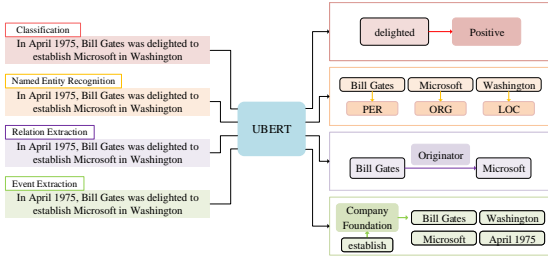 Classification
In April 1975, Bill Gates was delighted to
establish Microsoft in Washington
Named Entity Recognition
In April 1975, Bill Gates was delighted to
establish Microsoft in Washington
Relation Extraction
In April 1975, Bill Gates was delighted to
establish Microsoft in Washington
Event Extraction
In April 1975, Bill Gates was delighted to
establish Microsoft in Washington
UBERT
delighted Positive
Bill Gates Microsoft Washington
PER ORG LOC
Originator
Bill Gates Microsoft
Company
Foundation
establish
Bill Gates Washington
Microsoft April 1975